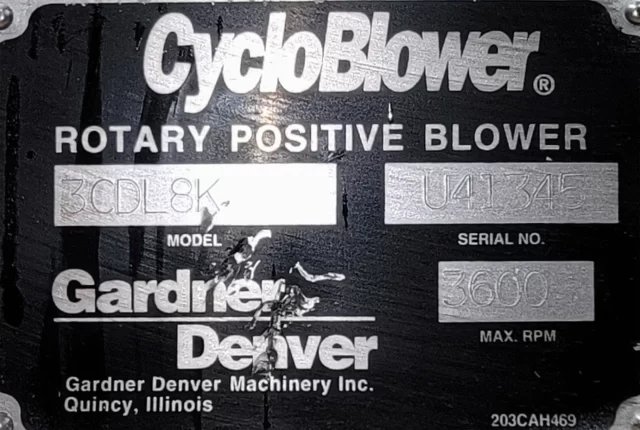 CycloBlower®
ROTARY POSITIVE BLOWER
3CDL8K U41345
MODEL SERIAL NO.
Gardner
Denver
3600
MAX. RPM
Gardner Denver Machinery Inc.
Quincy, Illinois
203CAH469